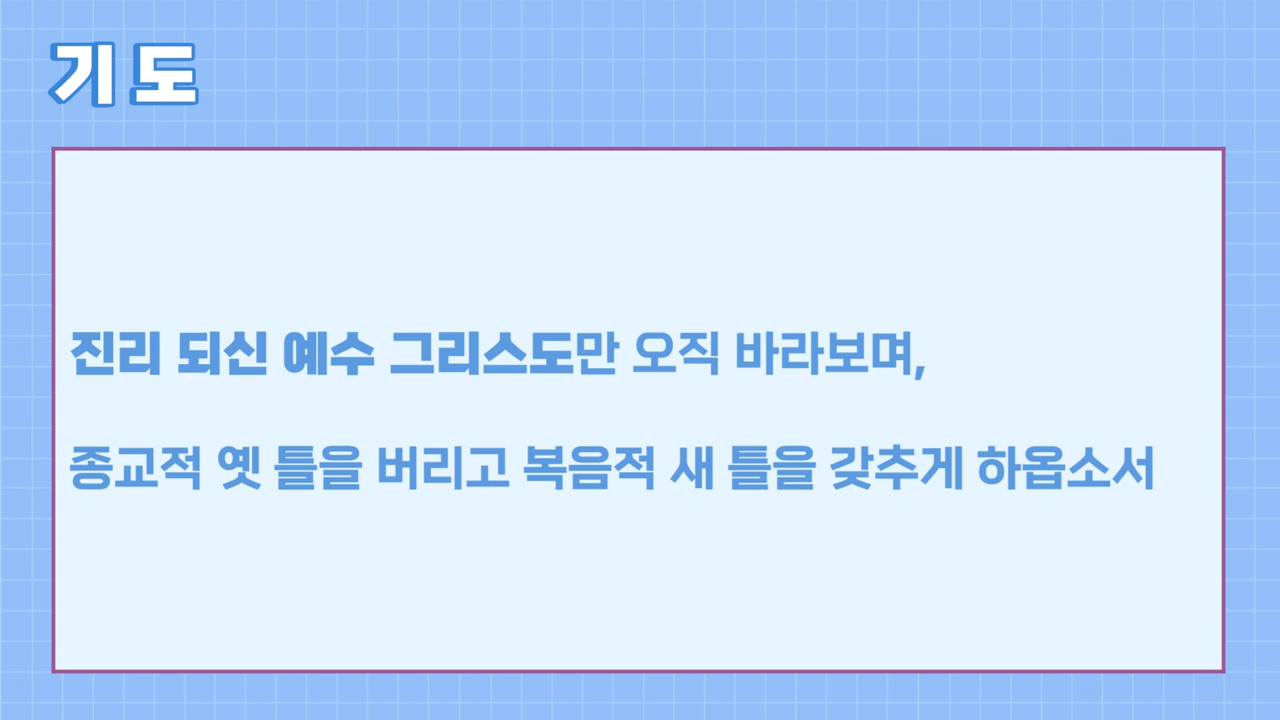 기도
진리 되신 예수 그리스도만 오직 바라보며,
종교적 옛 틀을 버리고 복음적 새 틀을 갖추게 하옵소서